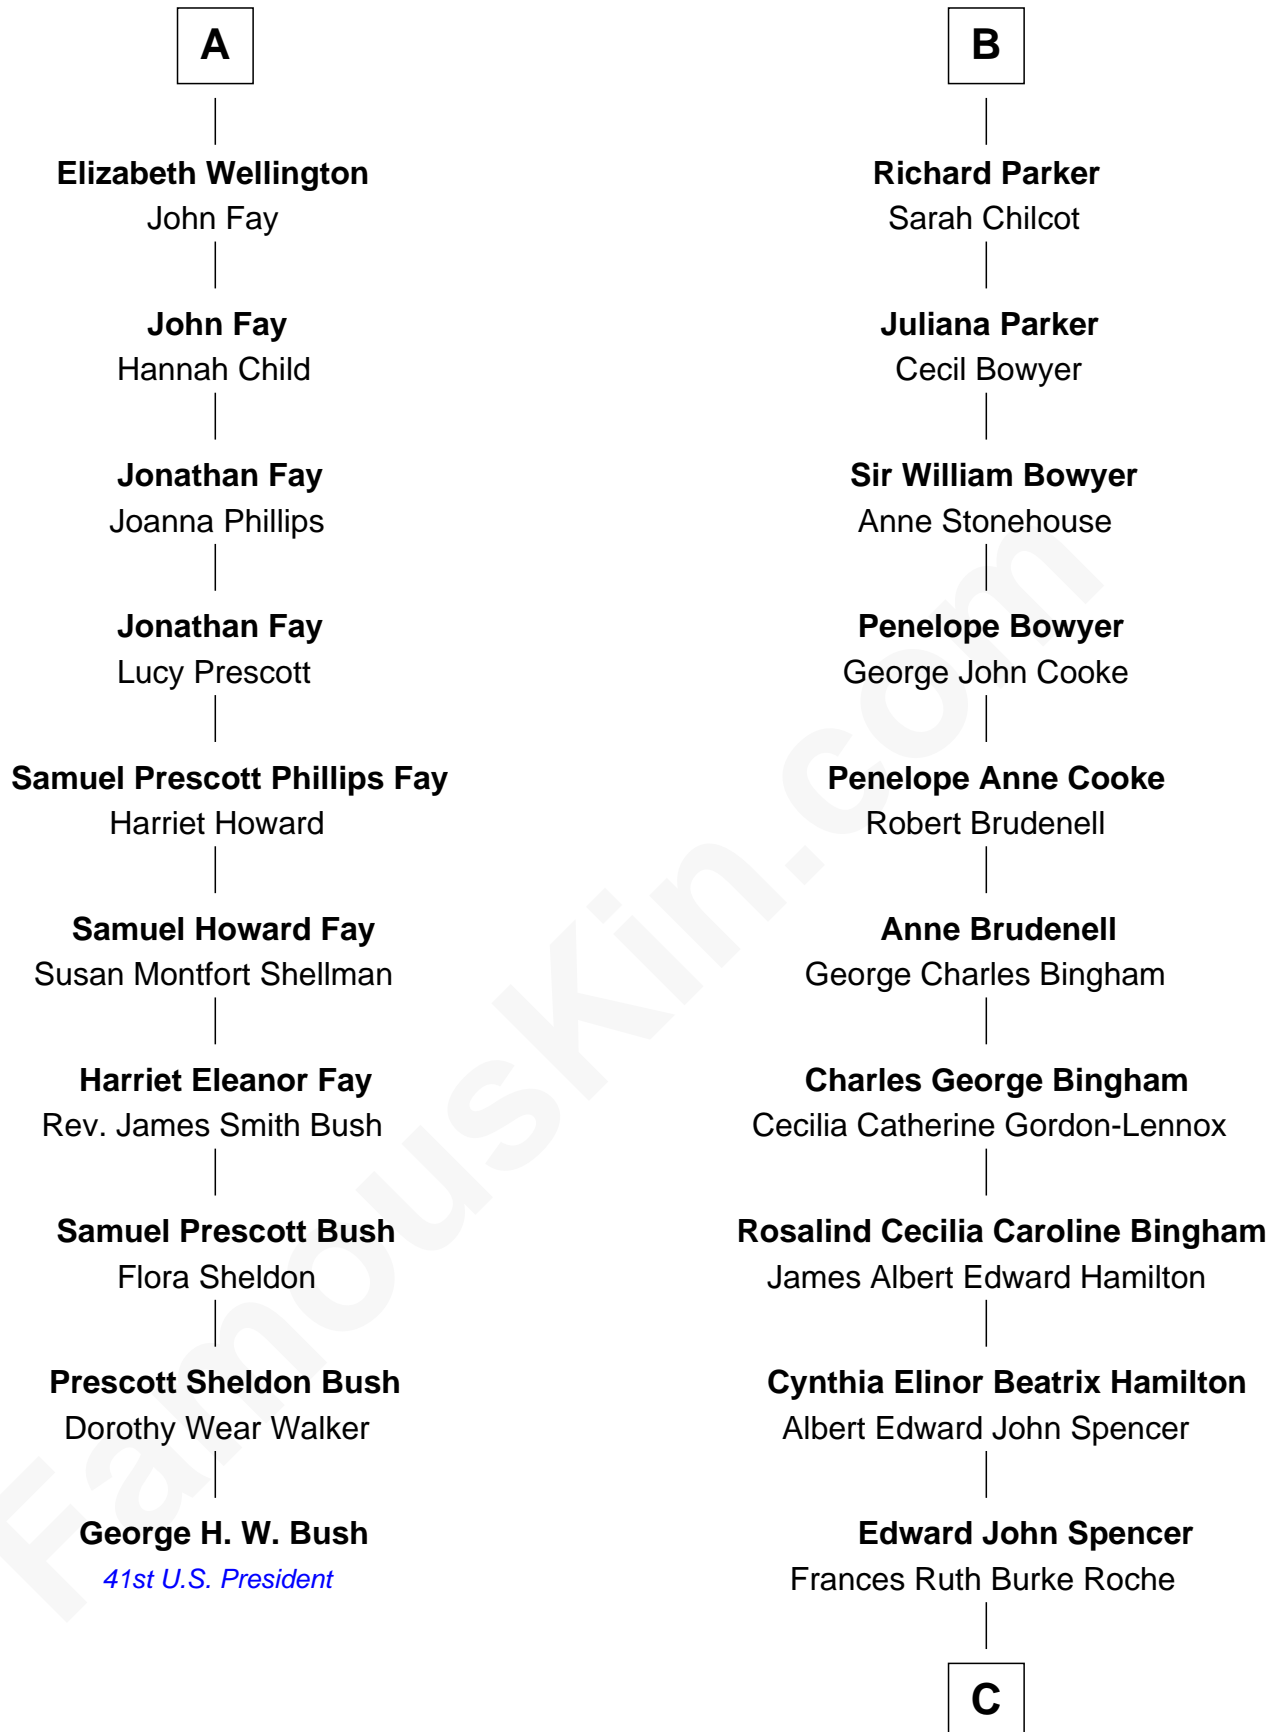 A
Elizabeth Wellington
John Fay
John Fay
Hannah Child
Jonathan Fay
Joanna Phillips
Jonathan Fay
Lucy Prescott
Samuel Prescott Phillips Fay
Harriet Howard
Samuel Howard Fay
Susan Montfort Shellman
Harriet Eleanor Fay
Rev. James Smith Bush
Samuel Prescott Bush
Flora Sheldon
Prescott Sheldon Bush
Dorothy Wear Walker
George H. W. Bush
41st U.S. President
B
Richard Parker
Sarah Chilcot
Juliana Parker
Cecil Bowyer
Sir William Bowyer
Anne Stonehouse
Penelope Bowyer
George John Cooke
Penelope Anne Cooke
Robert Brudenell
Anne Brudenell
George Charles Bingham
Charles George Bingham
Cecilia Catherine Gordon-Lennox
Rosalind Cecilia Caroline Bingham
James Albert Edward Hamilton
Cynthia Elinor Beatrix Hamilton
Albert Edward John Spencer
Edward John Spencer
Frances Ruth Burke Roche
C
FamousKin.com